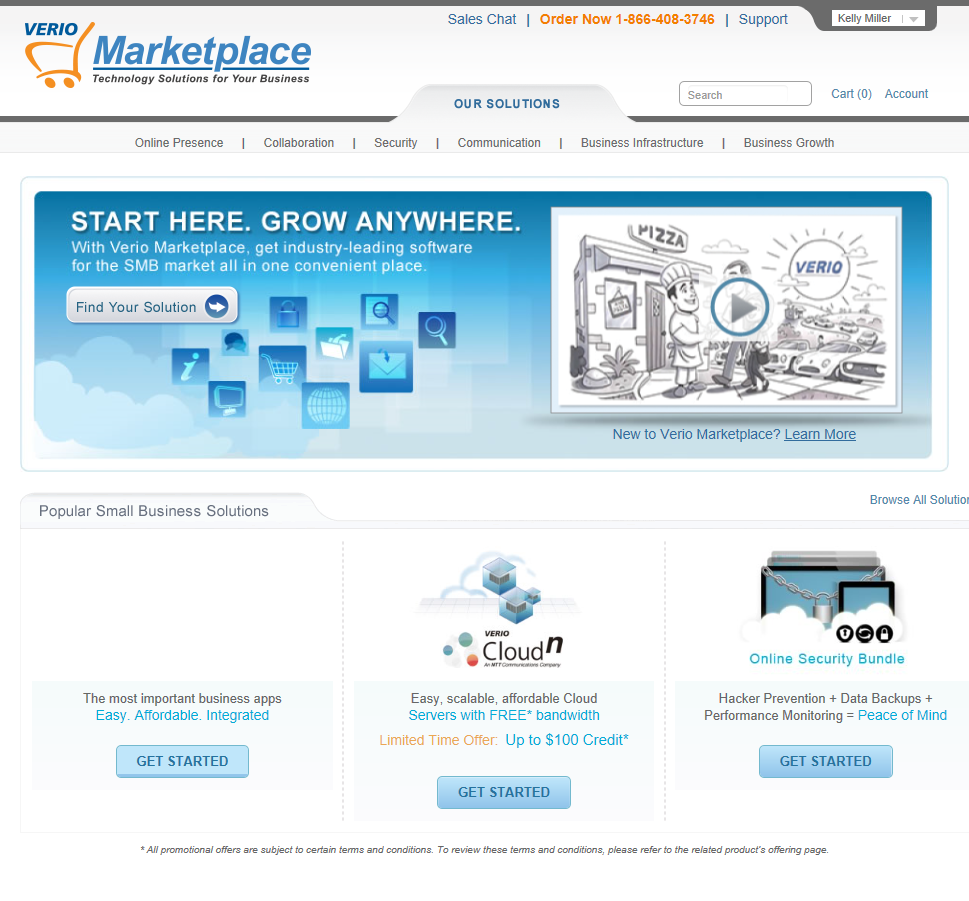 Sales Chat | Order Now 1-866-408-3746 | Support
Kelly Miller
VERIO
Marketplace
Technology Solutions for Your Business
OUR SOLUTIONS
Search
Cart (0) Account
Online Presence | Collaboration | Security | Communication | Business Infrastructure | Business Growth
START HERE. GROW ANYWHERE.
With Verio Marketplace, get industry-leading software
for the SMB market all in one convenient place.
Find Your Solution
PIZZA
VERIO
New to Verio Marketplace? Learn More
Popular Small Business Solutions
Browse All Solution
The most important business apps
Easy. Affordable. Integrated
GET STARTED
VERIO
Cloudn
An NTT Communications Company
Easy, scalable, affordable Cloud
Servers with FREE* bandwidth
Limited Time Offer: Up to $100 Credit*
GET STARTED
Online Security Bundle
Hacker Prevention + Data Backups +
Performance Monitoring = Peace of Mind
GET STARTED
* All promotional offers are subject to certain terms and conditions. To review these terms and conditions, please refer to the related product's offering page.